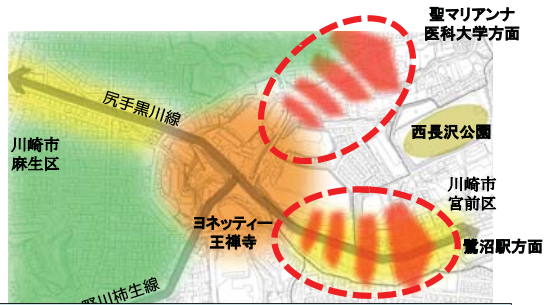 聖マリアンナ
医科大学方面
尻手黒川線
西長沢公園
川崎市
麻生区
川崎市
宮前区
ヨネッティー
王禅寺
鷺沼駅方面
野川柿生線